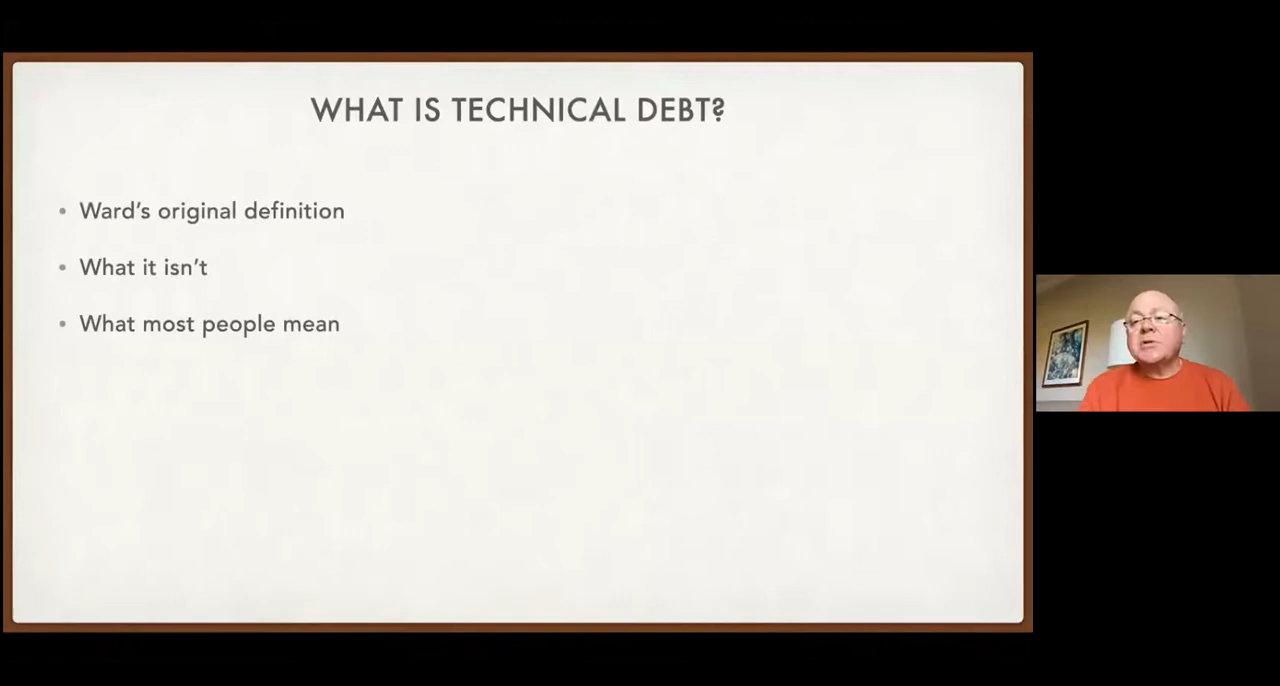 WHAT IS TECHNICAL DEBT?
• Ward’s original definition
• What it isn’t
• What most people mean